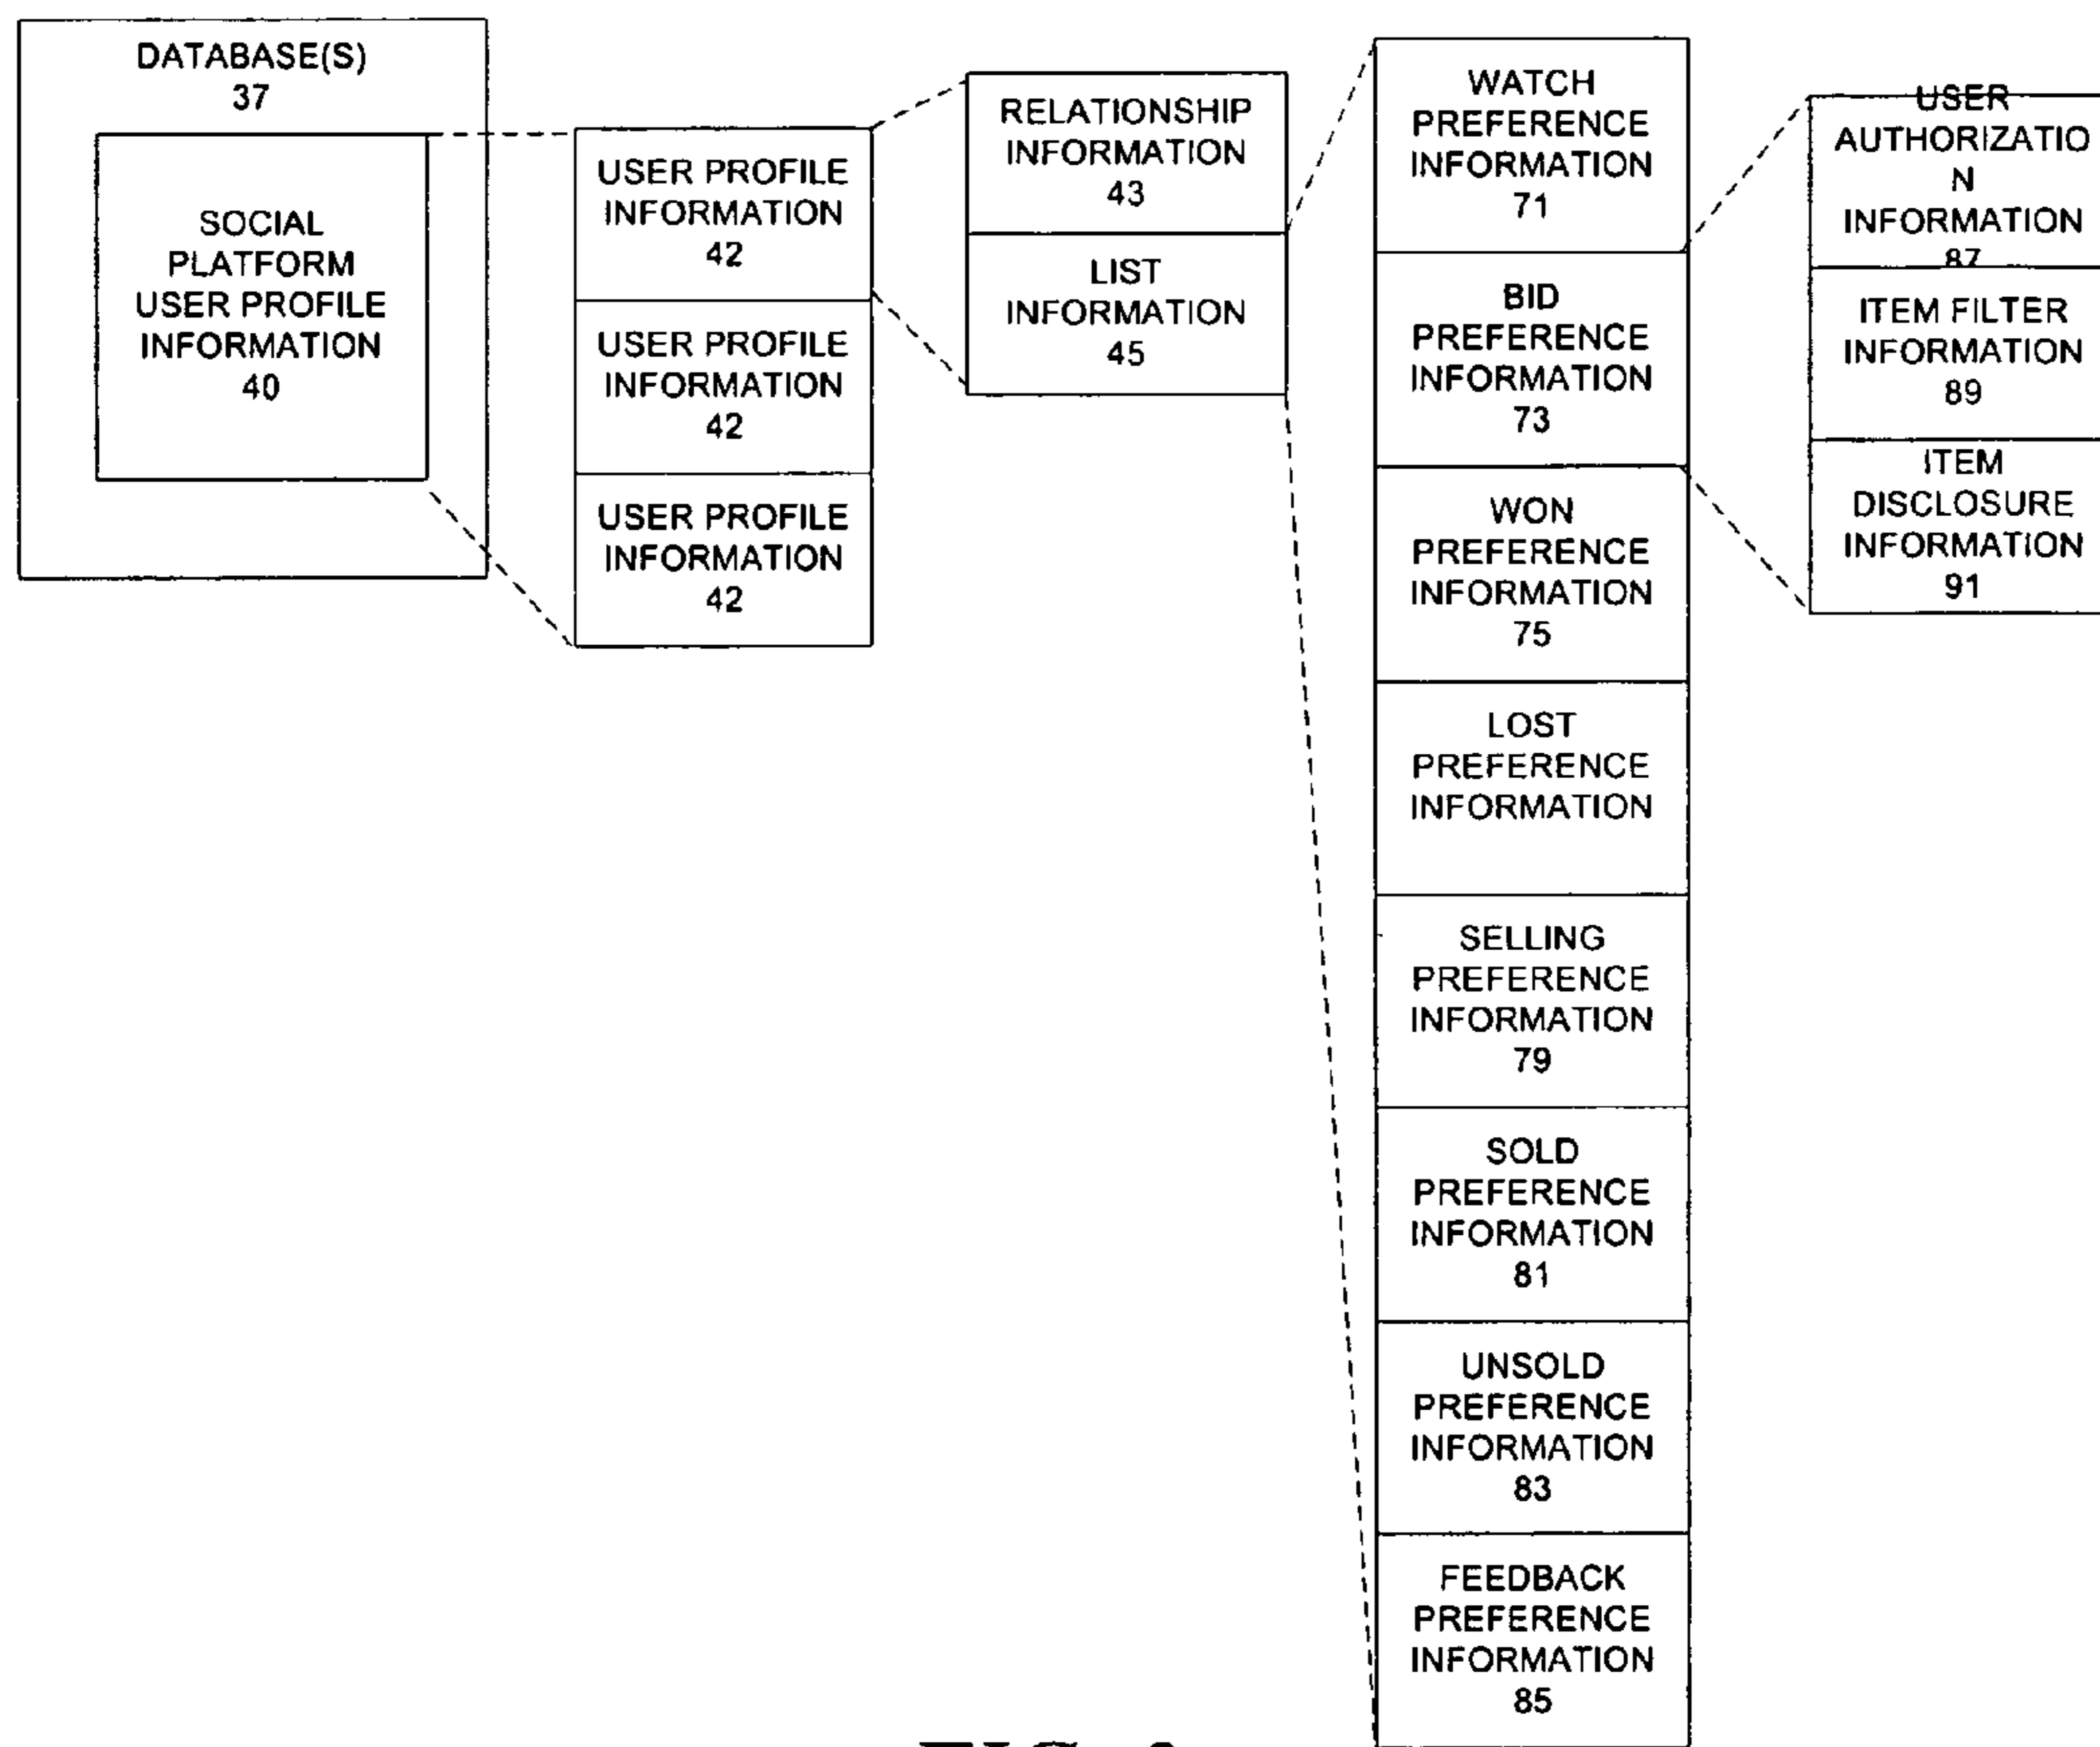 DATABASE(S)
37
SOCIAL
PLATFORM
USER PROFILE
INFORMATION
40
USER PROFILE
INFORMATION
42
USER PROFILE
INFORMATION
42
USER PROFILE
INFORMATION
42
RELATIONSHIP
INFORMATION
43
LIST
INFORMATION
45
WATCH
PREFERENCE
INFORMATION
71
BID
PREFERENCE
INFORMATION
73
WON
PREFERENCE
INFORMATION
75
LOST
PREFERENCE
INFORMATION
SELLING
PREFERENCE
INFORMATION
79
SOLD
PREFERENCE
INFORMATION
81
UNSOLD
PREFERENCE
INFORMATION
83
FEEDBACK
PREFERENCE
INFORMATION
85
USER
AUTHORIZATIO
N
INFORMATION
87
ITEM FILTER
INFORMATION
89
ITEM
DISCLOSURE
INFORMATION
91